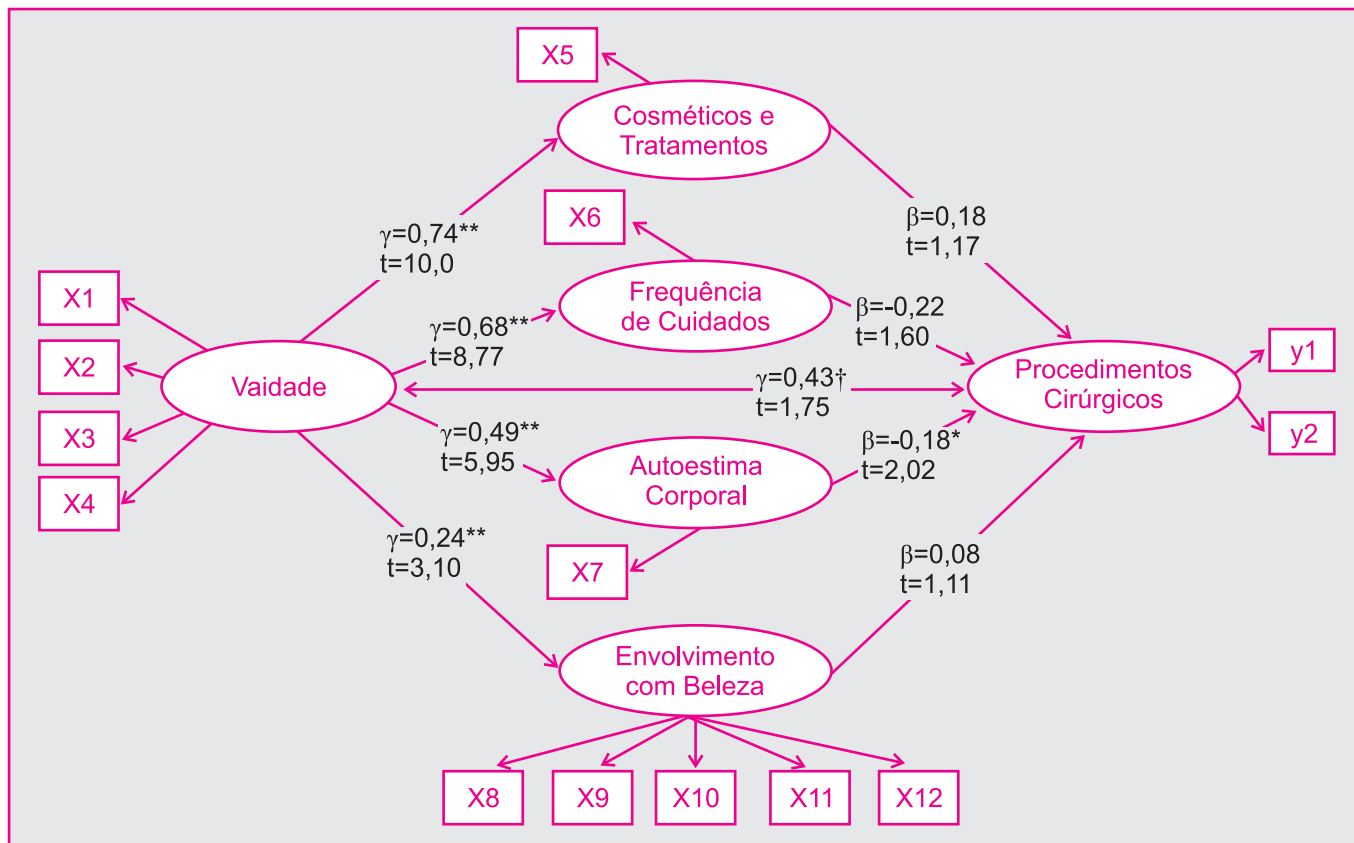 X5
Cosméticos e
Tratamentos
X6
β=0,18
t=1,17
γ=0,74**
t=10,0
X1
Frequência
de Cuidados
β=-0,22
t=1,60
γ=0,68**
t=8,77
y1
X2
Vaidade
γ=0,43†
t=1,75
Procedimentos
Cirúrgicos
X3
γ=0,49**
t=5,95
β=-0,18*
t=2,02
y2
Autoestima
Corporal
X4
γ=0,24**
t=3,10
X7
β=0,08
t=1,11
Envolvimento
com Beleza
X8
X9
X10
X11
X12